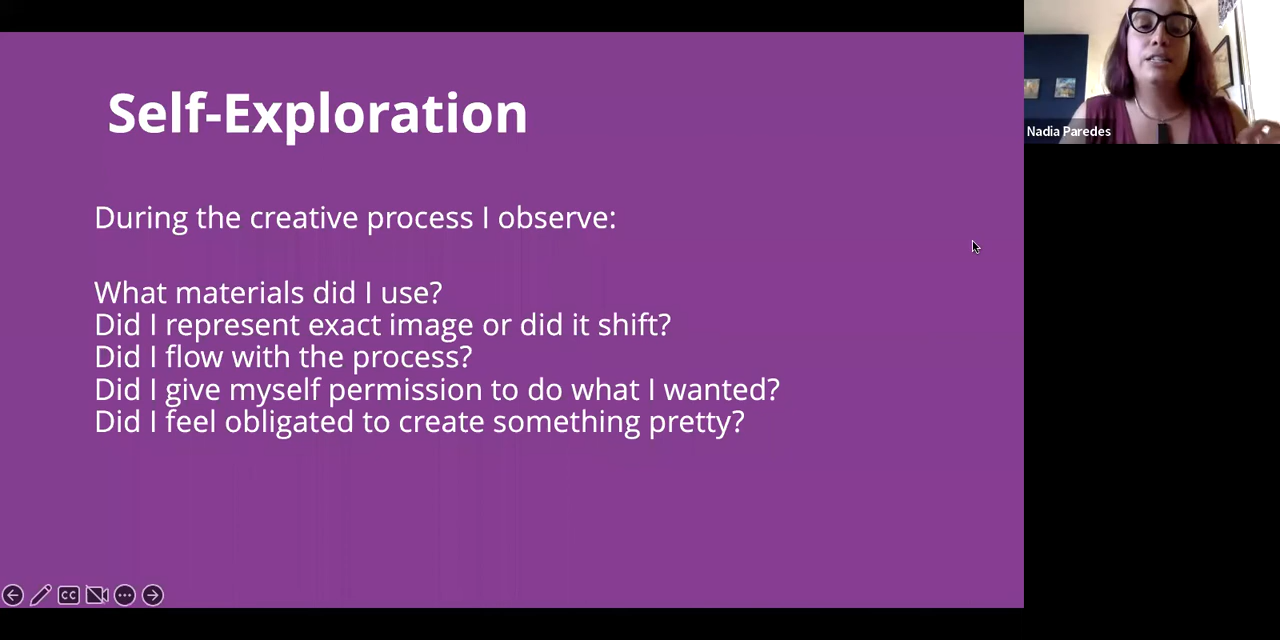 Self-Exploration
During the creative process I observe:
What materials did I use?
Did I represent exact image or did it shift?
Did I flow with the process?
Did I give myself permission to do what I wanted?
Did I feel obligated to create something pretty?
Nadia Paredes
CC